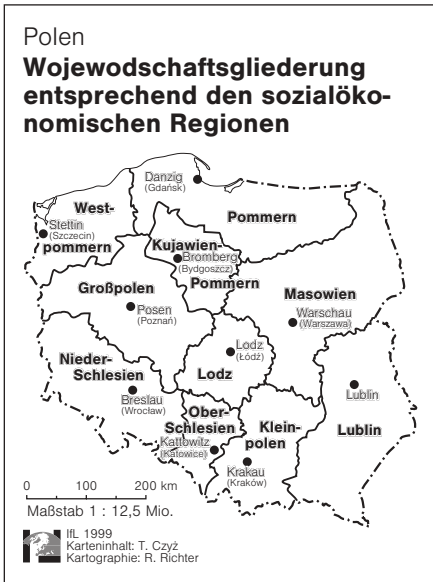 Polen
Wojewodschaftsgliederung
entsprechend den sozialöko-
nomischen Regionen
Danzig
(Gdańsk)
West-
pommern
Stettin
(Szczecin)
Pommern
Kujawien-
Pommern
Bromberg
(Bydgoszcz)
Großpolen
Posen
(Poznań)
Masowien
Warschau
(Warszawa)
Lodz
(Łódź)
Lodz
Nieder-
Schlesien
Breslau
(Wrocław)
Ober-
Schlesien
Kattowitz
(Katowice)
Klein-
polen
Krakau
(Kraków)
Lublin
Lublin
0 100 200 km
Maßstab 1 : 12,5 Mio.
IfL 1999
Karteninhalt: T. Czyż
Kartographie: R. Richter